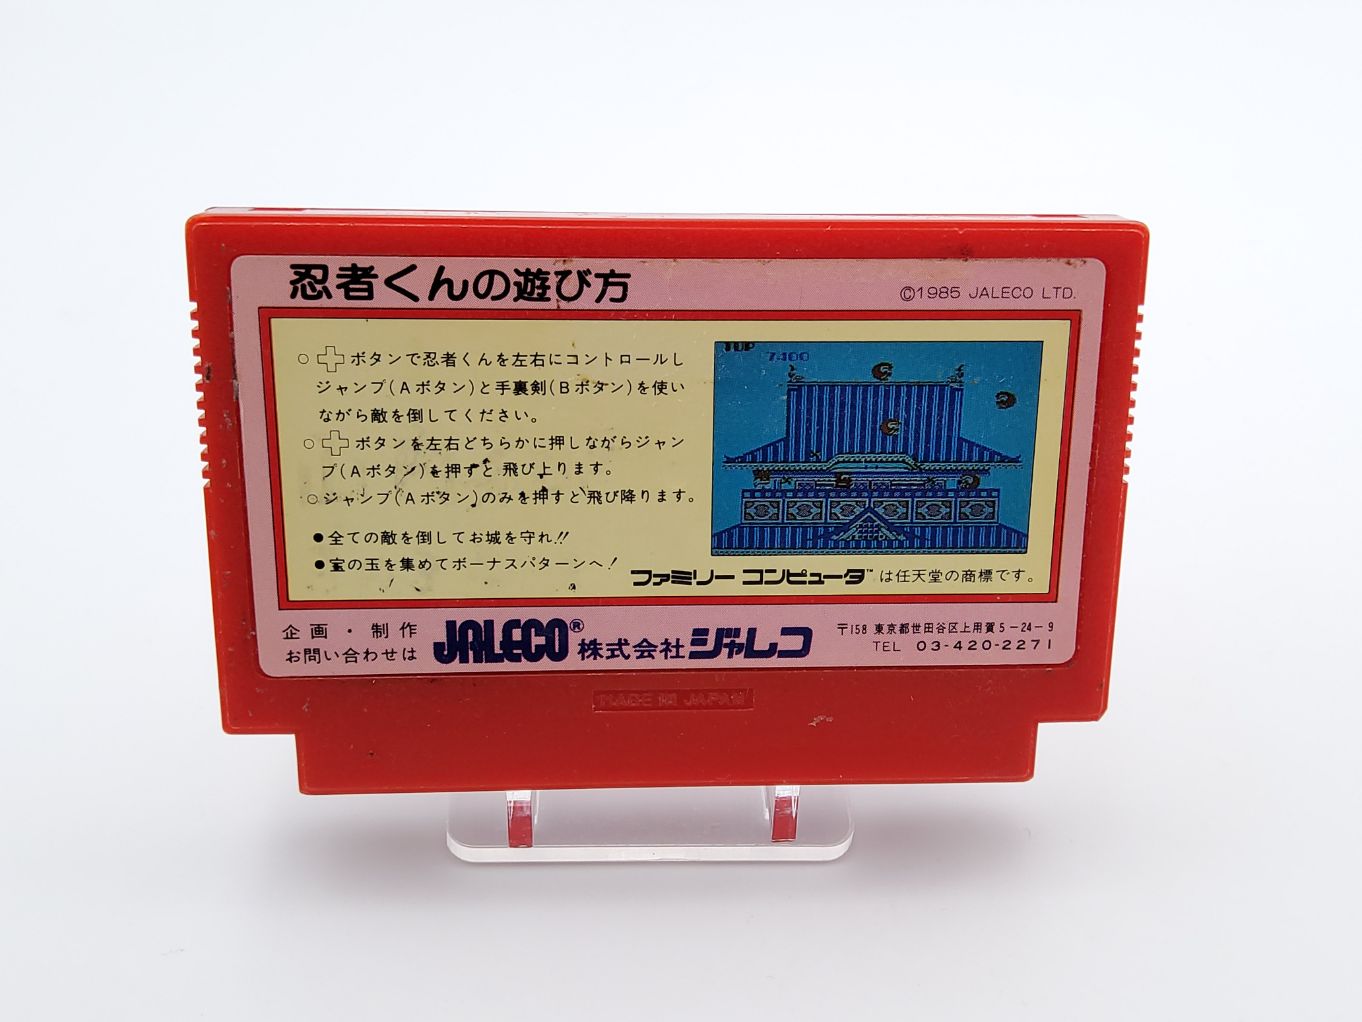 忍者くんの遊び方
©1985 JALECO LTD.
○ ボタンで忍者くんを左右にコントロールし
ジャンプ(Aボタン)と手裏剣(Bボタン)を使い
ながら敵を倒してください。
○ ボタンを左右どちらかに押しながらジャン
プ(Aボタン)を押すと飛び上ります。
○ジャンプ(Aボタン)のみを押すと飛び降ります。
●全ての敵を倒してお城を守れ!!
●宝の玉を集めてボーナスパターンへ!
TOP
7400
ファミリー コンピュータ™は任天堂の商標です。
企画・制作
お問い合わせは
JALECO® 株式会社ジャレコ
〒158 東京都世田谷区上用賀5-24-9
TEL 03-420-2271
MADE IN JAPAN